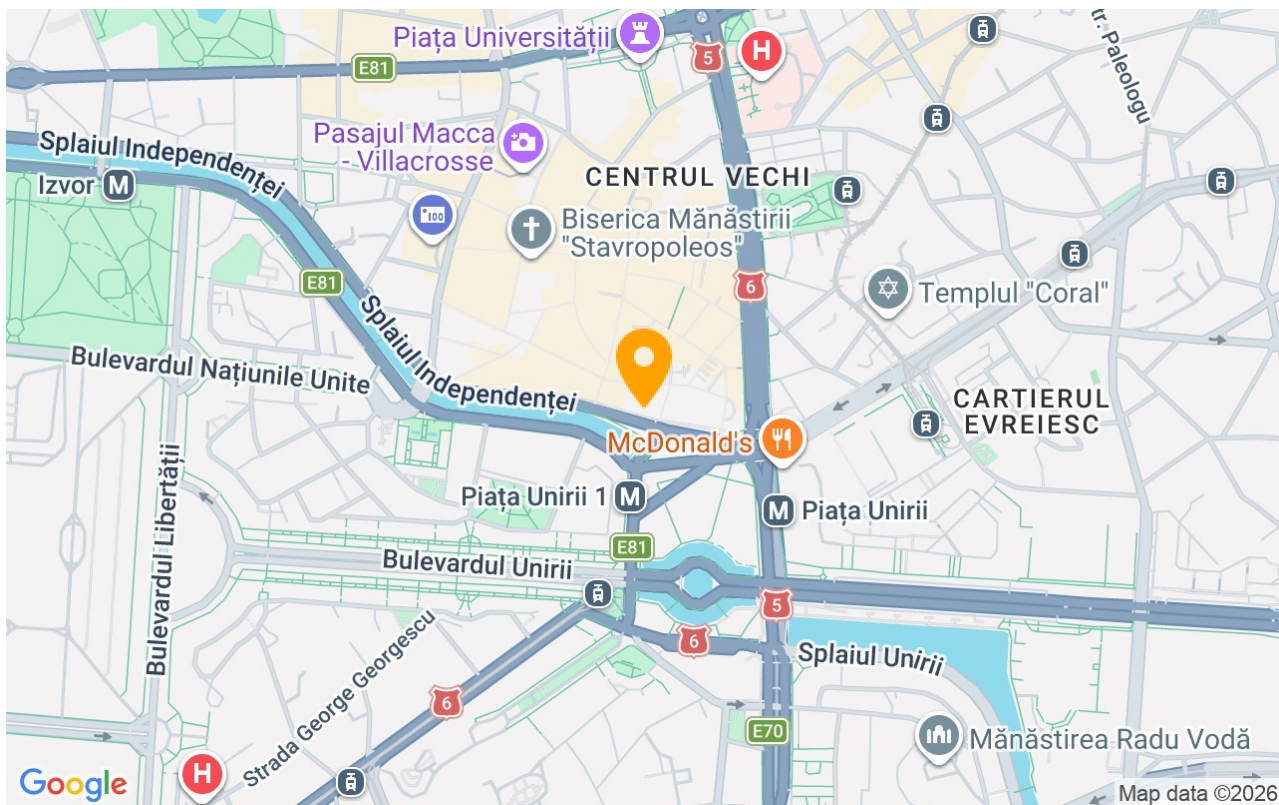 Piața Universității
5
H
E81
tr. Paleologu
Splaiul Independenței
Pasajul Macca
- Villacrosse
Izvor M
CENTRUL VECHI
100
Biserica Mănăstirii
"Stavropoleos"
E81
6
Templul "Coral"
Splaiul Independenței
Bulevardul Națiunile Unite
CARTIERUL
EVREIESC
McDonald's
Piața Unirii 1 M
M Piața Unirii
Bulevardul Libertății
E81
Bulevardul Unirii
5
6
Splaiul Unirii
Strada George Georgescu
6
E70
Mănăstirea Radu Vodă
H
Google
Map data ©2026